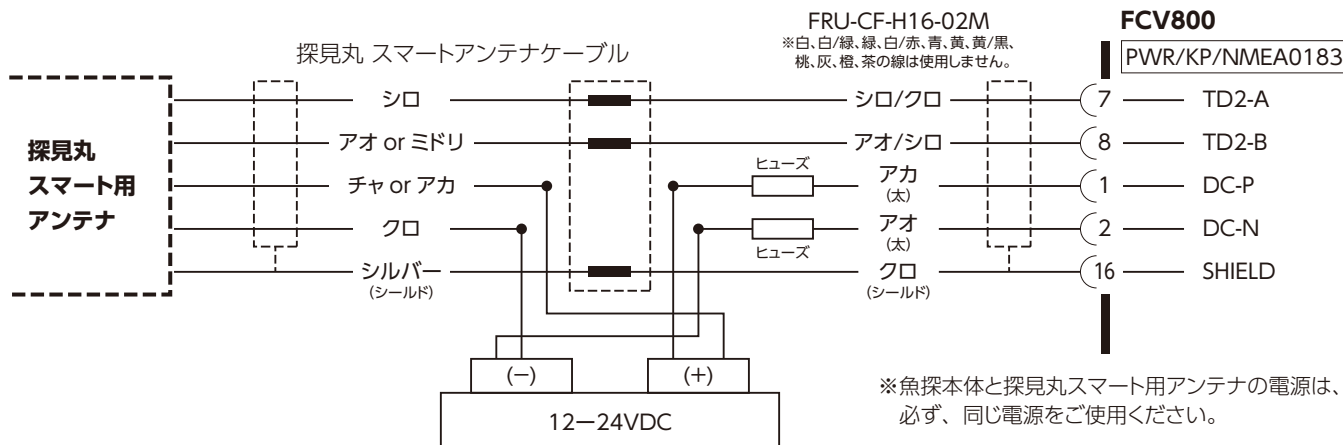 FRU-CF-H16-02M
FCV800
探見丸 スマートアンテナケーブル
※白、白/緑、緑、白/赤、青、黄、黄/黒、
桃、灰、橙、茶の線は使用しません。
PWR/KP/NMEA0183
シロ
シロ/クロ
7
TD2-A
探見丸
スマート用
アンテナ
アオ or ミドリ
アオ/シロ
8
TD2-B
チャ or アカ
ヒューズ
アカ
(太)
1
DC-P
クロ
ヒューズ
アオ
(太)
2
DC-N
シルバー
(シールド)
クロ
(シールド)
16
SHIELD
(−)
(+)
12−24VDC
※魚探本体と探見丸スマート用アンテナの電源は、
必ず、同じ電源をご使用ください。